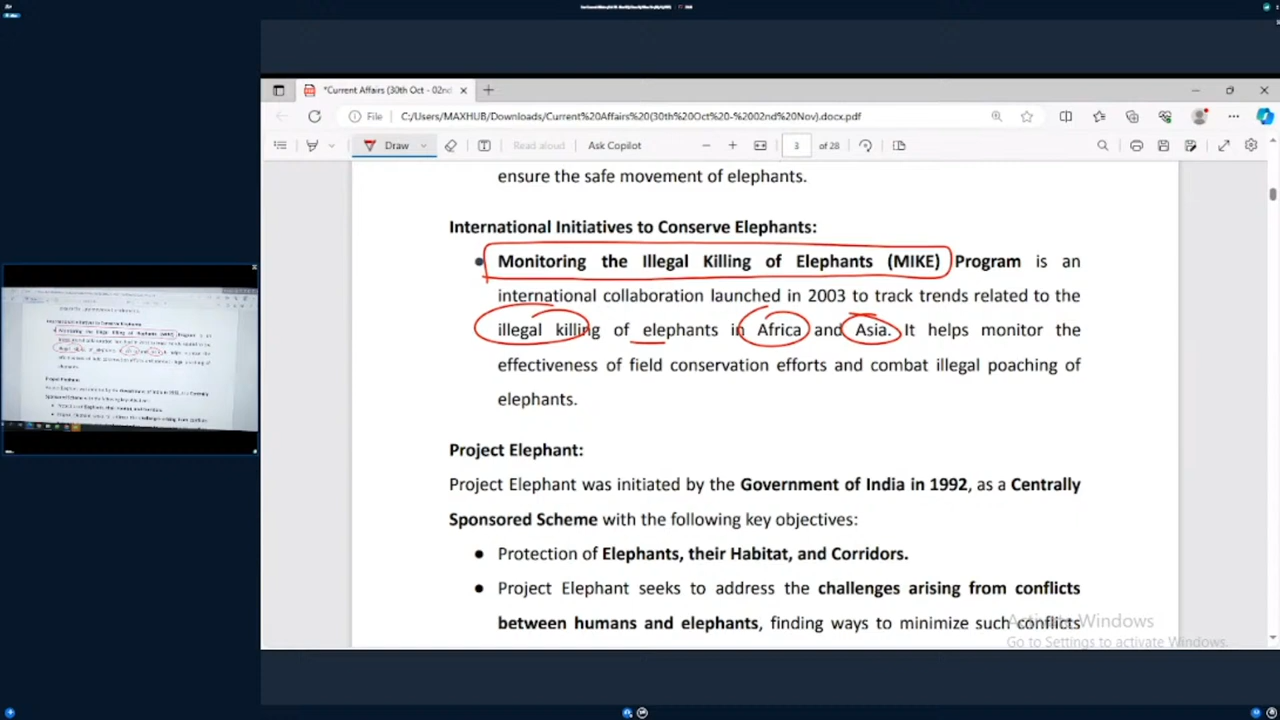 *Current Affairs (30th Oct - 02nd
File C:/Users/MAXHUB/Downloads/Current%20Affairs%20(30th%20Oct%20-%2002nd%20Nov).docx.pdf
Draw Read aloud Ask Copilot 3 of 28
ensure the safe movement of elephants.
International Initiatives to Conserve Elephants:
● Monitoring the Illegal Killing of Elephants (MIKE) Program is an
international collaboration launched in 2003 to track trends related to the
illegal killing of elephants in Africa and Asia. It helps monitor the
effectiveness of field conservation efforts and combat illegal poaching of
elephants.
Project Elephant:
Project Elephant was initiated by the Government of India in 1992, as a Centrally
Sponsored Scheme with the following key objectives:
● Protection of Elephants, their Habitat, and Corridors.
● Project Elephant seeks to address the challenges arising from conflicts
between humans and elephants, finding ways to minimize such conflicts
Activate Windows
Go to Settings to activate Windows.